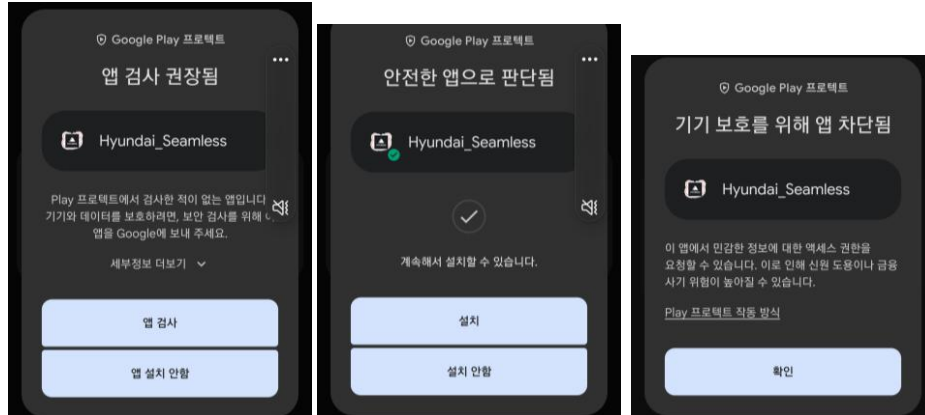 Google Play 프로텍트
앱 검사 권장됨
Hyundai_Seamless
Play 프로텍트에서 검사한 적이 없는 앱입니다
기기와 데이터를 보호하려면, 보안 검사를 위해
앱을 Google에 보내 주세요.
세부정보 더보기
앱 검사
앱 설치 안함
Google Play 프로텍트
안전한 앱으로 판단됨
Hyundai_Seamless
계속해서 설치할 수 있습니다.
설치
설치 안함
Google Play 프로텍트
기기 보호를 위해 앱 차단됨
Hyundai_Seamless
이 앱에서 민감한 정보에 대한 액세스 권한을
요청할 수 있습니다. 이로 인해 신원 도용이나 금융
사기 위험이 높아질 수 있습니다.
Play 프로텍트 작동 방식
확인